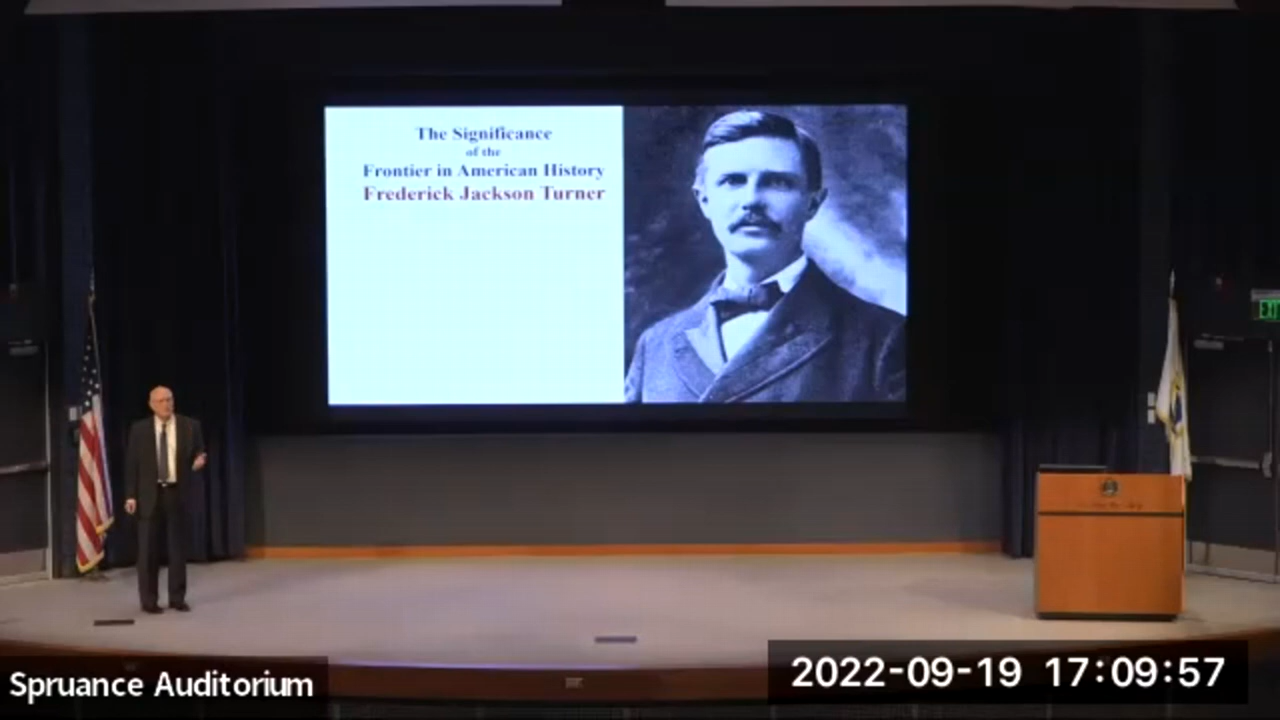 The Significance
of the
Frontier in American History
Frederick Jackson Turner
EXI
Spruance Auditorium
2022-09-19 17:09:57